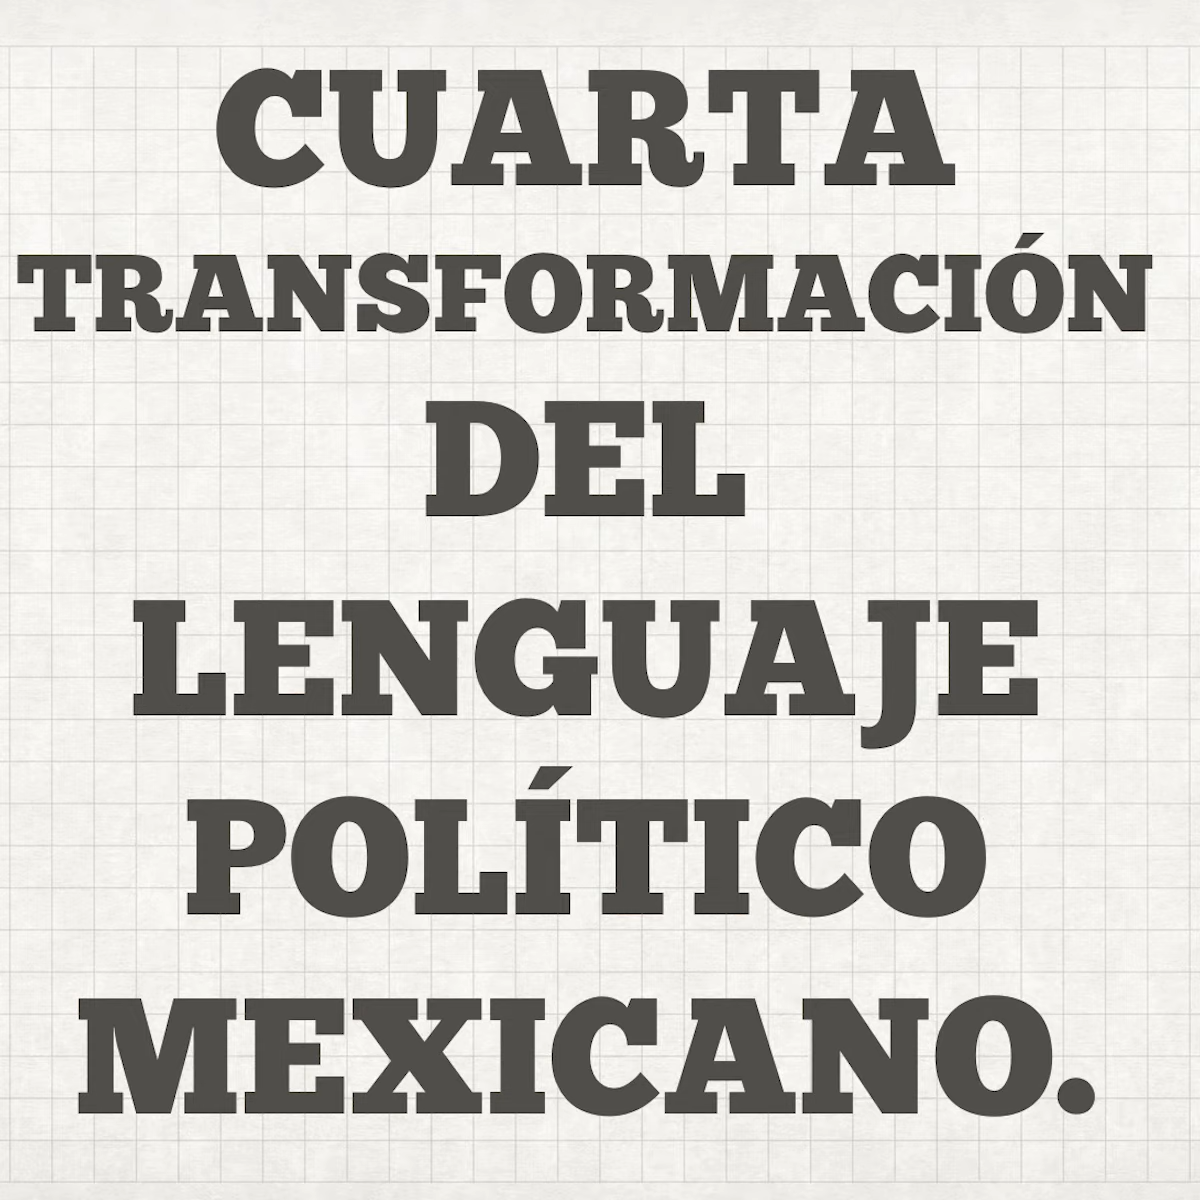 CUARTA
TRANSFORMACIÓN
DEL
LENGUAJE
POLÍTICO
MEXICANO.